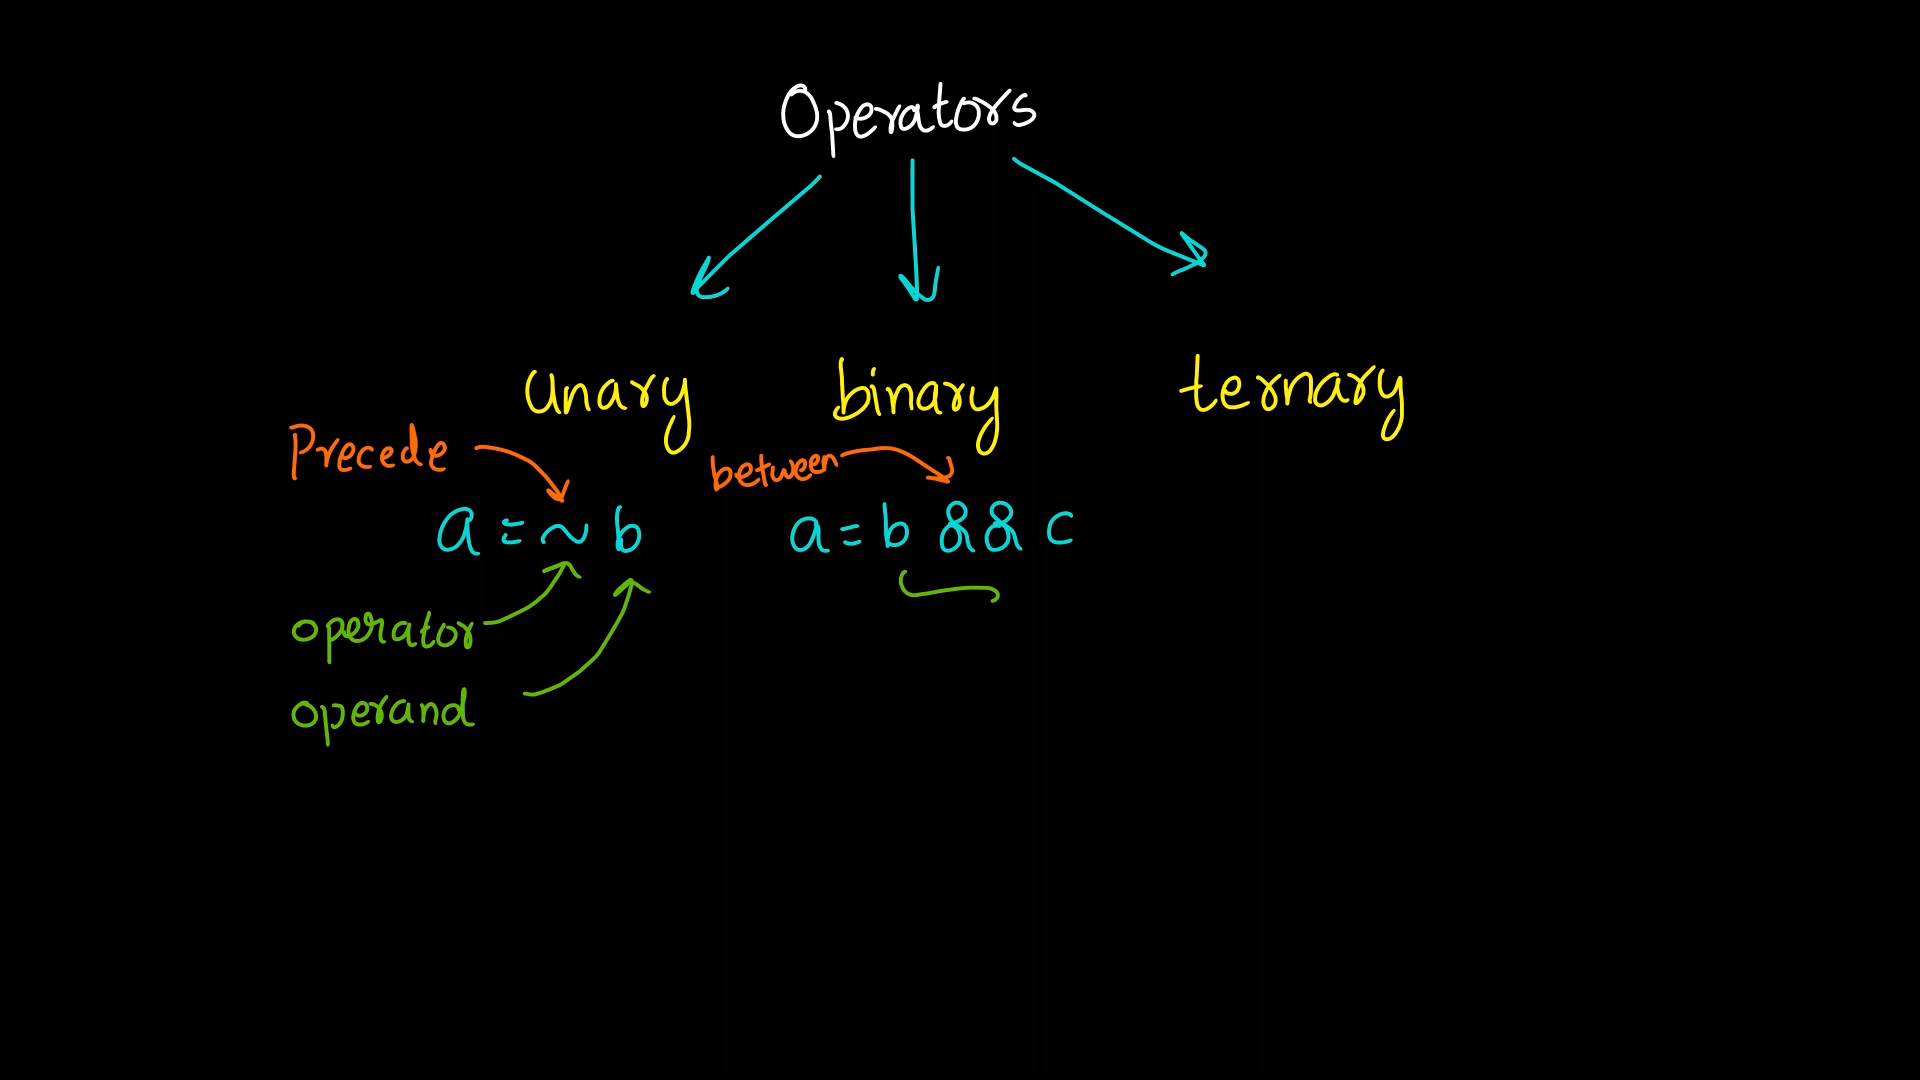 Operators
unary binary ternary
Precede between
a = ~ b a = b && c
operator
operand